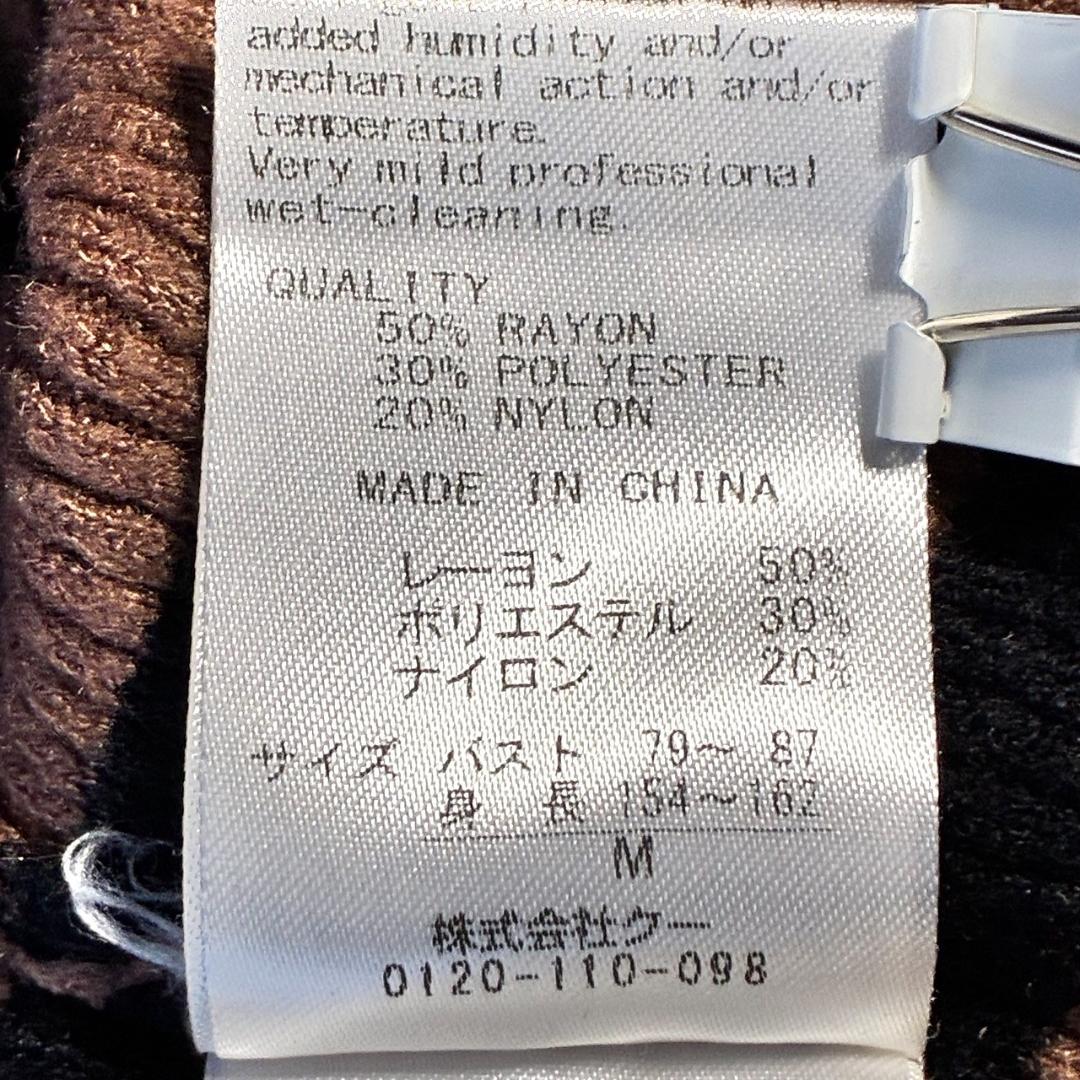 added humidity and/or
mechanical action and/or
temperature.
Very mild professional
wet-cleaning.
QUALITY
50% RAYON
30% POLYESTER
20% NYLON
MADE IN CHINA
レーヨン 50%
ポリエステル 30%
ナイロン 20%
サイズ バスト 79〜 87
身 長 154〜162
M
株式会社クー
0120-110-098